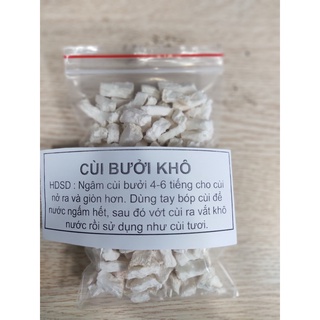 CÙI BƯỞI KHÔ
HDSD : Ngâm cùi bưởi 4-6 tiếng cho cùi
nở ra và giòn hơn. Dùng tay bóp cùi để
nước ngấm hết, sau đó vớt cùi ra vắt khô
nước rồi sử dụng như cùi tươi.